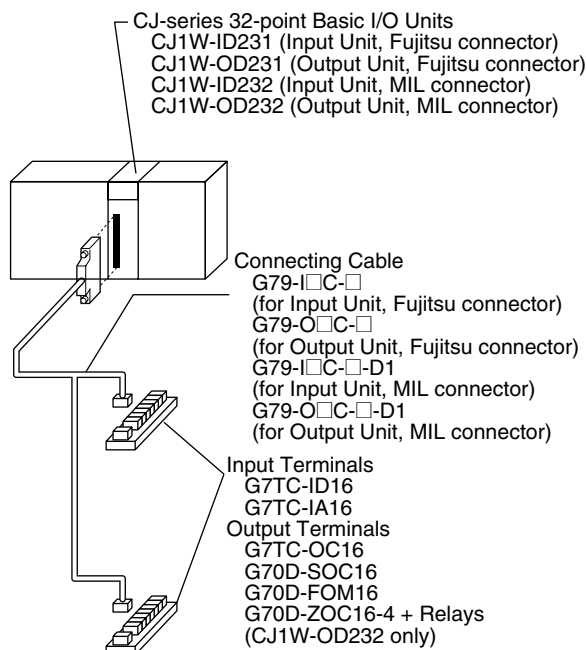 CJ-series 32-point Basic I/O Units
CJ1W-ID231 (Input Unit, Fujitsu connector)
CJ1W-OD231 (Output Unit, Fujitsu connector)
CJ1W-ID232 (Input Unit, MIL connector)
CJ1W-OD232 (Output Unit, MIL connector)
Connecting Cable
G79-I□C-□
(for Input Unit, Fujitsu connector)
G79-O□C-□
(for Output Unit, Fujitsu connector)
G79-I□C-□-D1
(for Input Unit, MIL connector)
G79-O□C-□-D1
(for Output Unit, MIL connector)
Input Terminals
G7TC-ID16
G7TC-IA16
Output Terminals
G7TC-OC16
G70D-SOC16
G70D-FOM16
G70D-ZOC16-4 + Relays
(CJ1W-OD232 only)